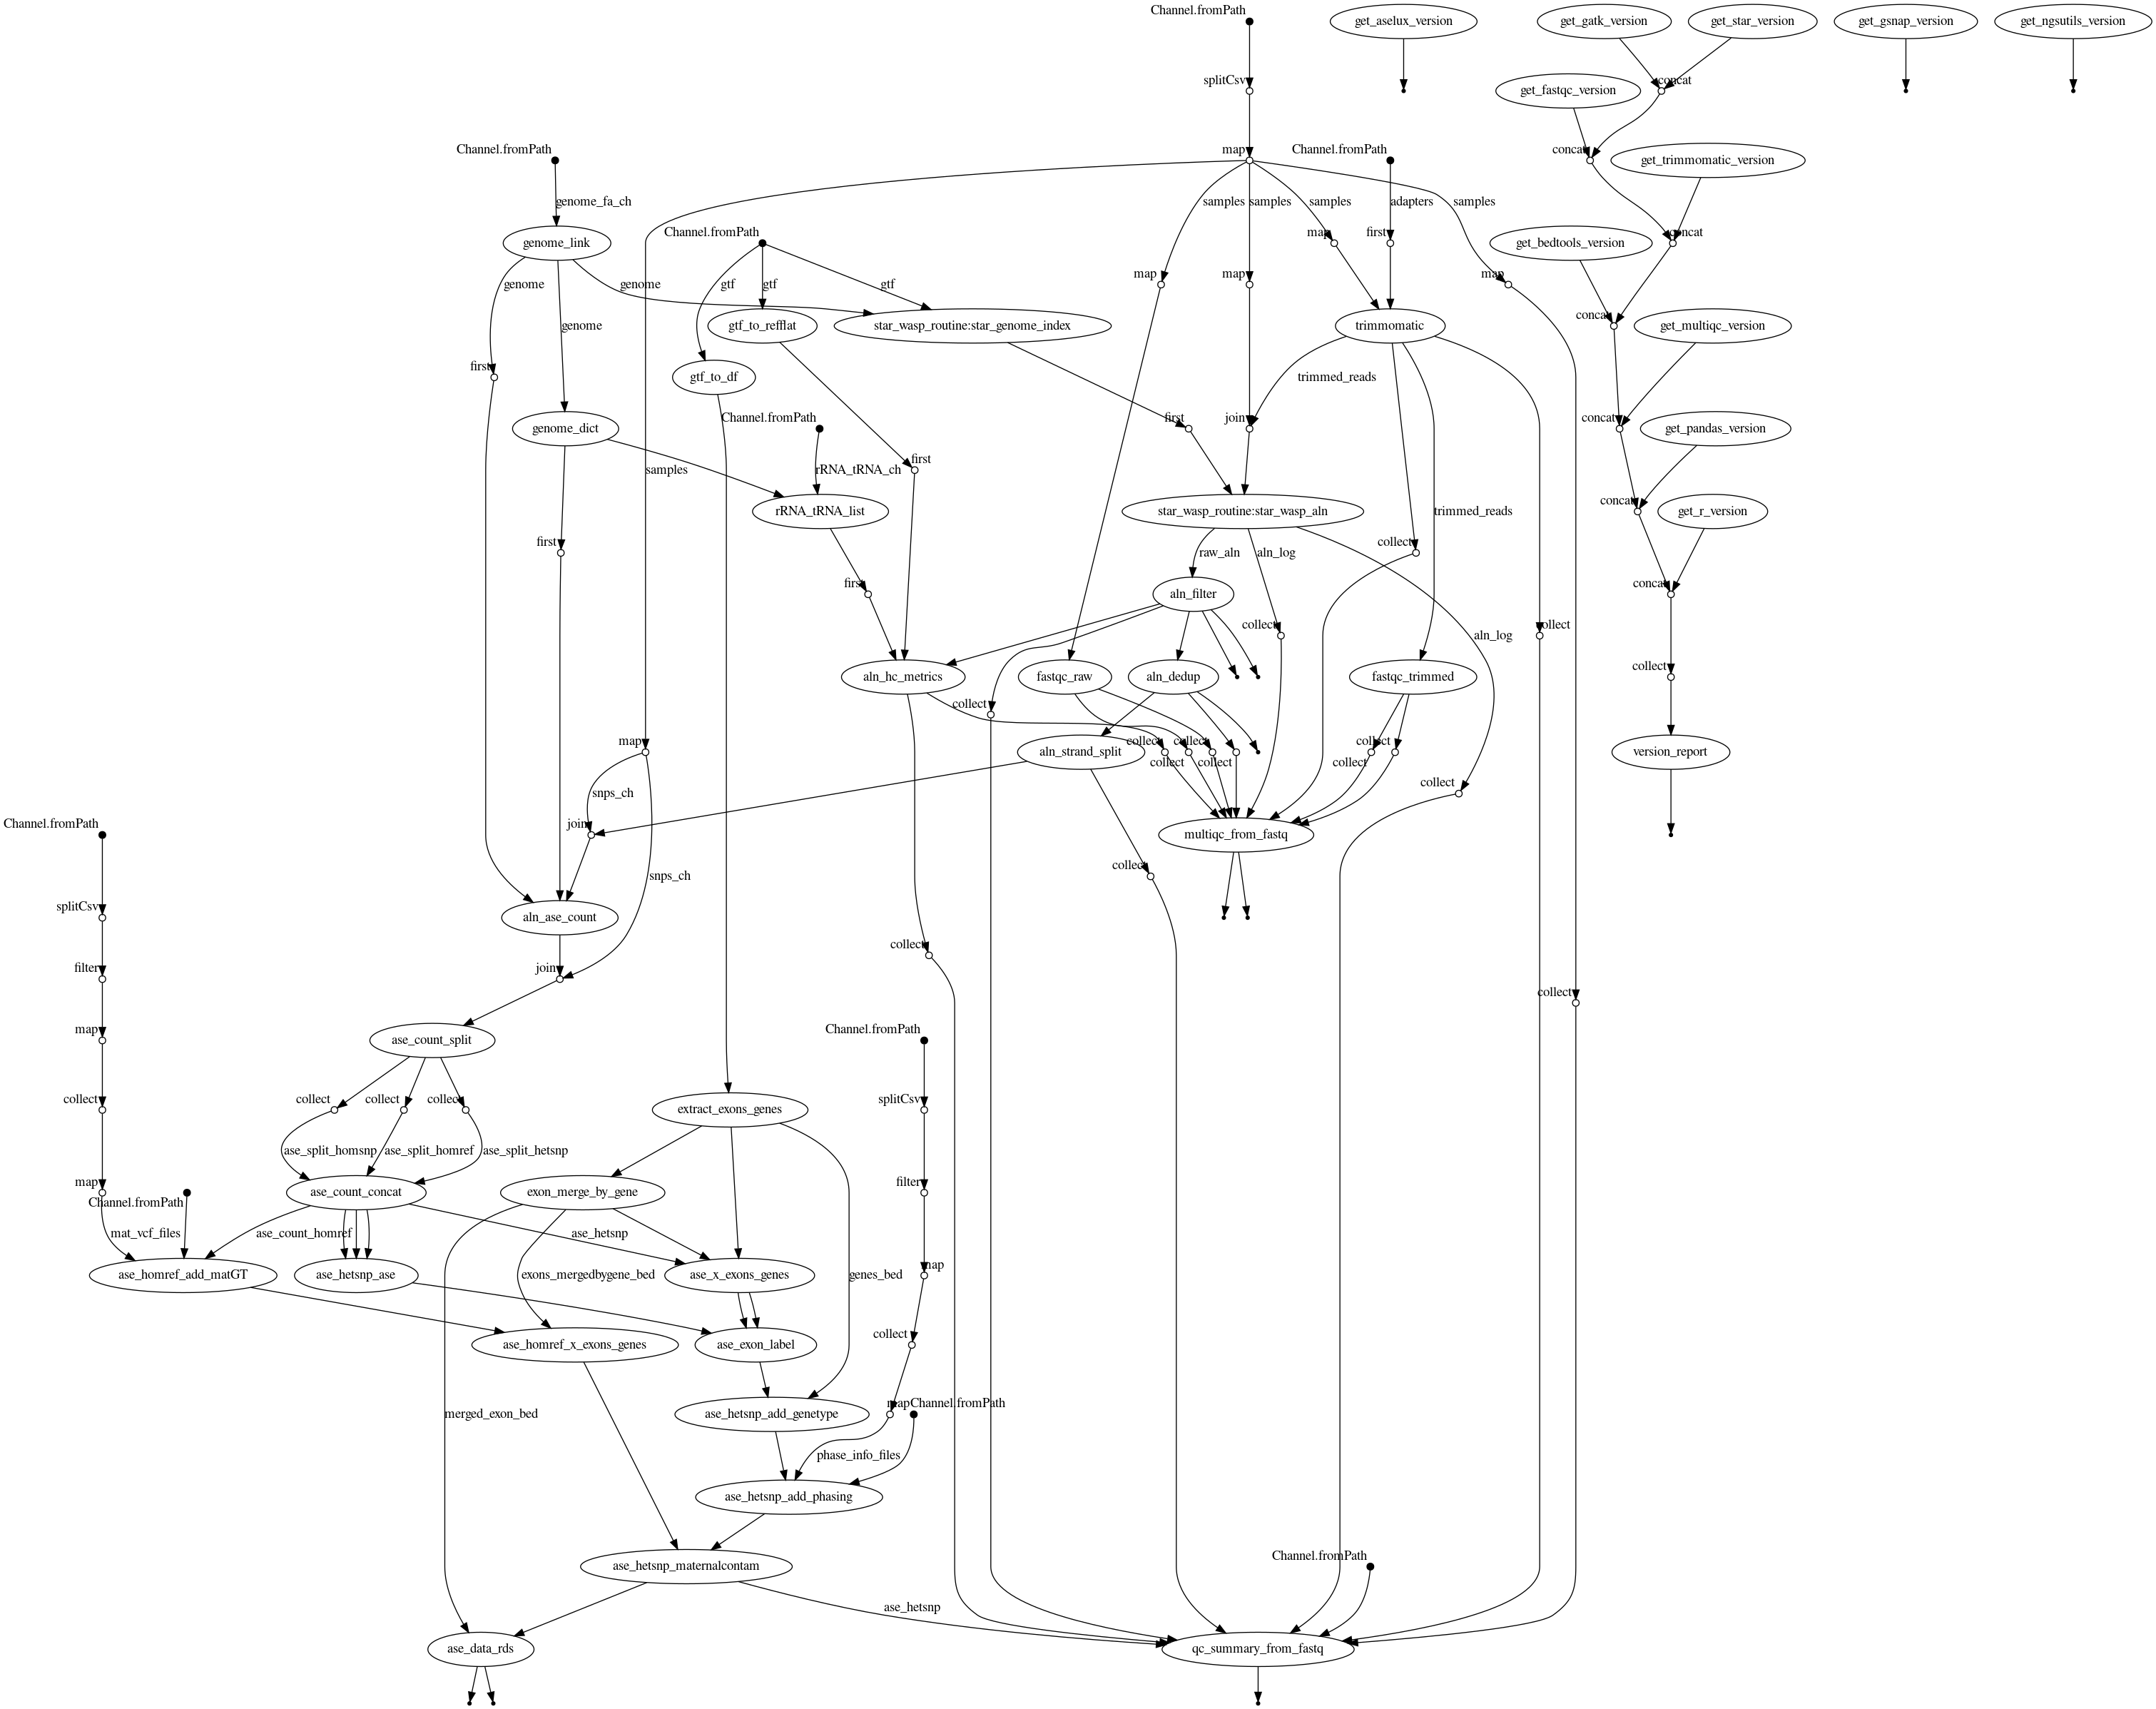 Channel.fromPath
get_aselux_version
get_gatk_version
get_star_version
get_gsnap_version
get_ngsutils_version
splitCsv
concat
get_fastqc_version
Channel.fromPath
map
Channel.fromPath
concat
get_trimmomatic_version
genome_fa_ch
samples
samples
samples
adapters
samples
genome_link
Channel.fromPath
map
first
get_bedtools_version
concat
genome
genome
gtf
gtf
gtf
map
map
map
gtf_to_refflat
star_wasp_routine:star_genome_index
trimmomatic
concat
get_multiqc_version
genome
first
gtf_to_df
trimmed_reads
genome_dict
Channel.fromPath
first
join
concat
get_pandas_version
samples
rRNA_tRNA_ch
first
rRNA_tRNA_list
star_wasp_routine:star_wasp_aln
trimmed_reads
concat
get_r_version
first
raw_aln
aln_log
collect
first
aln_filter
concat
collect
aln_log
collect
aln_hc_metrics
fastqc_raw
aln_dedup
fastqc_trimmed
collect
collect
map
aln_strand_split
collect
collect
collect
version_report
collect
collect
collect
snps_ch
collect
Channel.fromPath
join
multiqc_from_fastq
collect
snps_ch
splitCsv
aln_ase_count
collect
filter
join
collect
map
ase_count_split
Channel.fromPath
collect
collect
collect
collect
extract_exons_genes
splitCsv
ase_split_homsnp
ase_split_homref
ase_split_hetsnp
map
Channel.fromPath
ase_count_concat
exon_merge_by_gene
filter
mat_vcf_files
ase_count_homref
ase_hetsnp
ase_homref_add_matGT
ase_hetsnp_ase
exons_mergedbygene_bed
ase_x_exons_genes
genes_bed
map
ase_homref_x_exons_genes
ase_exon_label
collect
merged_exon_bed
ase_hetsnp_add_genetype
map
Channel.fromPath
phase_info_files
ase_hetsnp_add_phasing
ase_hetsnp_maternalcontam
Channel.fromPath
ase_hetsnp
ase_data_rds
qc_summary_from_fastq